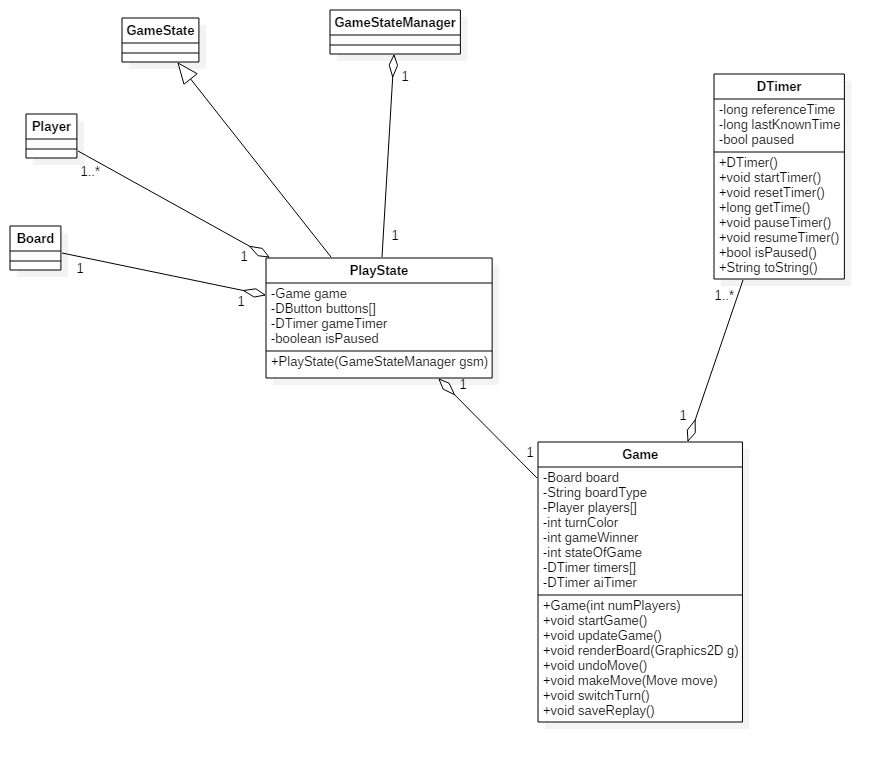 GameState
GameStateManager
1
Player
1..*
Board
1
1
1
1
PlayState
-Game game
-DButton buttons[]
-DTimer gameTimer
-boolean isPaused
+PlayState(GameStateManager gsm)
1
1
DTimer
-long referenceTime
-long lastKnownTime
-bool paused
+DTimer()
+void startTimer()
+void resetTimer()
+long getTime()
+void pauseTimer()
+void resumeTimer()
+bool isPaused()
+String toString()
1..*
1
Game
-Board board
-String boardType
-Player players[]
-int turnColor
-int gameWinner
-int stateOfGame
-DTimer timers[]
-DTimer aiTimer
+Game(int numPlayers)
+void startGame()
+void updateGame()
+void renderBoard(Graphics2D g)
+void undoMove()
+void makeMove(Move move)
+void switchTurn()
+void saveReplay()